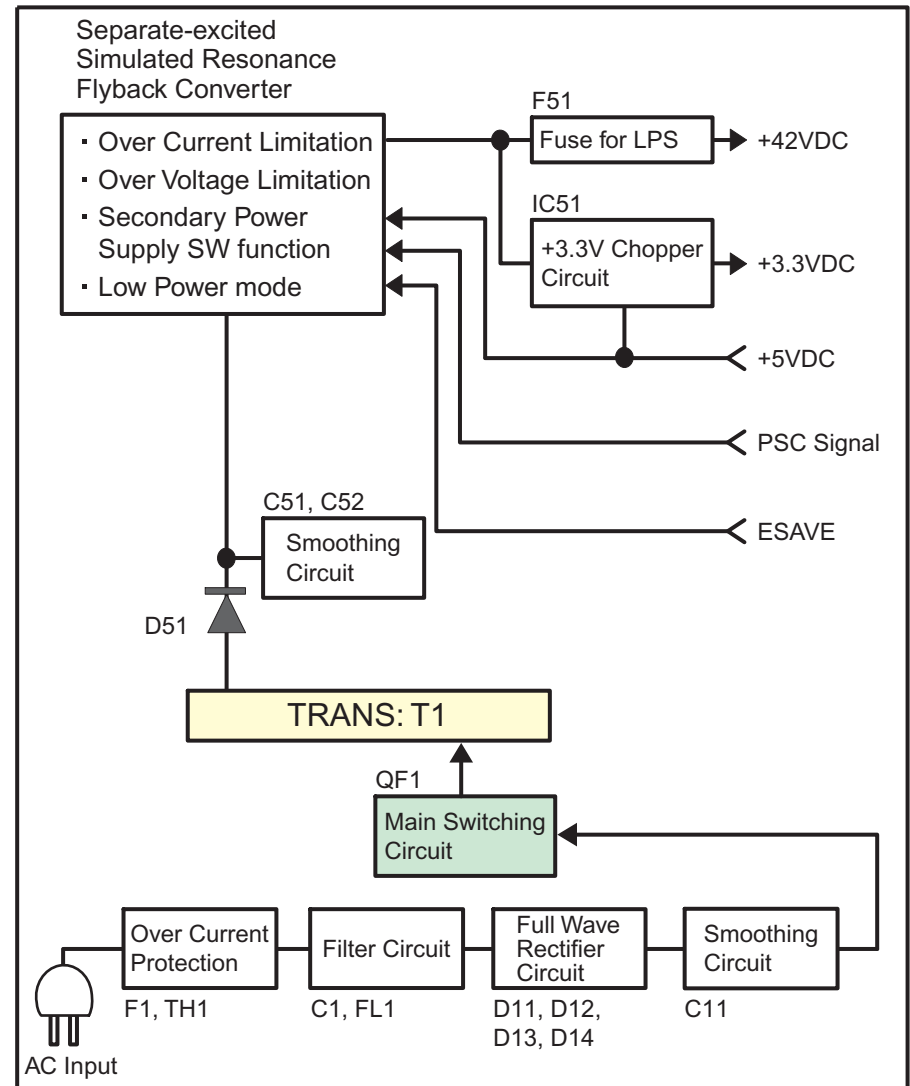 Separate-excited
Simulated Resonance
Flyback Converter
· Over Current Limitation
· Over Voltage Limitation
· Secondary Power
Supply SW function
· Low Power mode
F51
Fuse for LPS
+42VDC
IC51
+3.3V Chopper
Circuit
+3.3VDC
+5VDC
PSC Signal
ESAVE
C51, C52
Smoothing
Circuit
D51
TRANS: T1
QF1
Main Switching
Circuit
Over Current
Protection
F1, TH1
Filter Circuit
C1, FL1
Full Wave
Rectifier
Circuit
D11, D12,
D13, D14
Smoothing
Circuit
C11
AC Input